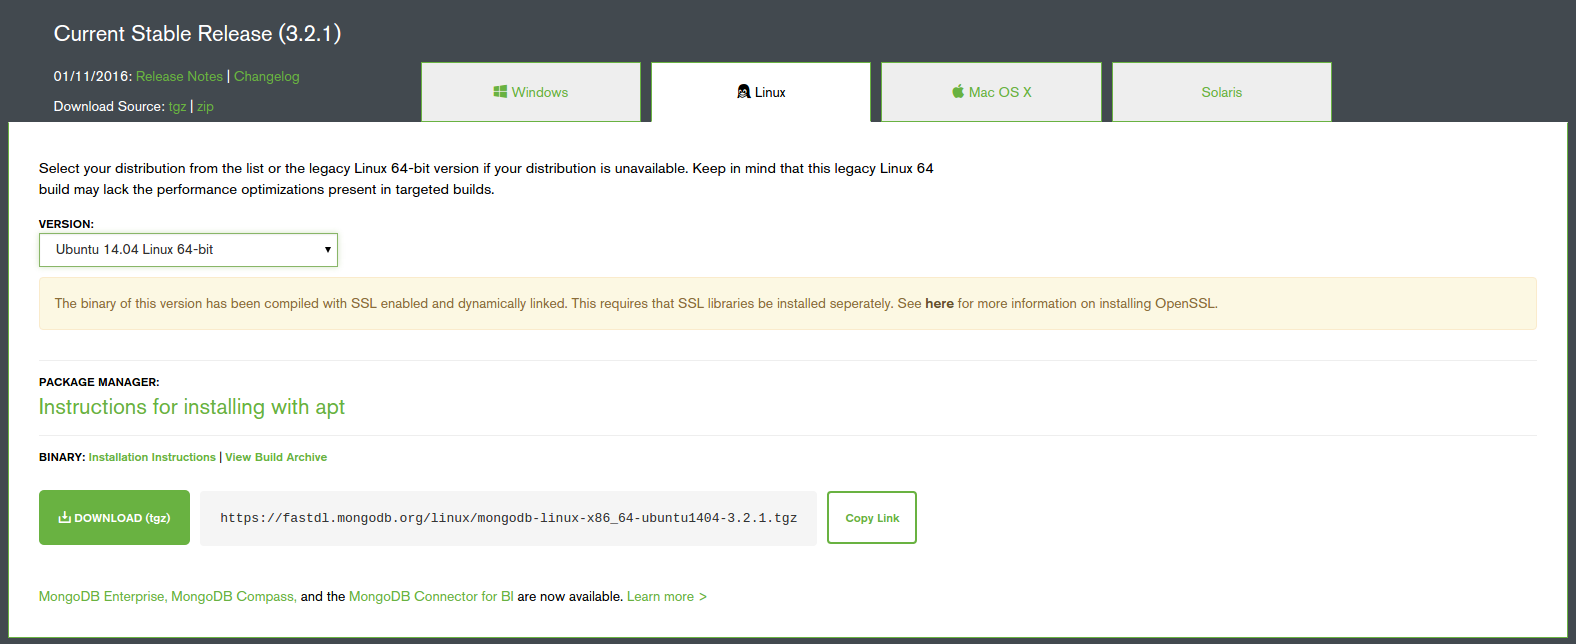 Current Stable Release (3.2.1)
01/11/2016: Release Notes | Changelog
Download Source: tgz | zip
Windows
Linux
Mac OS X
Solaris
Select your distribution from the list or the legacy Linux 64-bit version if your distribution is unavailable. Keep in mind that this legacy Linux 64
build may lack the performance optimizations present in targeted builds.
VERSION:
Ubuntu 14.04 Linux 64-bit
The binary of this version has been compiled with SSL enabled and dynamically linked. This requires that SSL libraries be installed seperately. See here for more information on installing OpenSSL.
PACKAGE MANAGER:
Instructions for installing with apt
BINARY: Installation Instructions | View Build Archive
DOWNLOAD (tgz)
https://fastdl.mongodb.org/linux/mongodb-linux-x86_64-ubuntu1404-3.2.1.tgz
Copy Link
MongoDB Enterprise, MongoDB Compass, and the MongoDB Connector for BI are now available. Learn more >